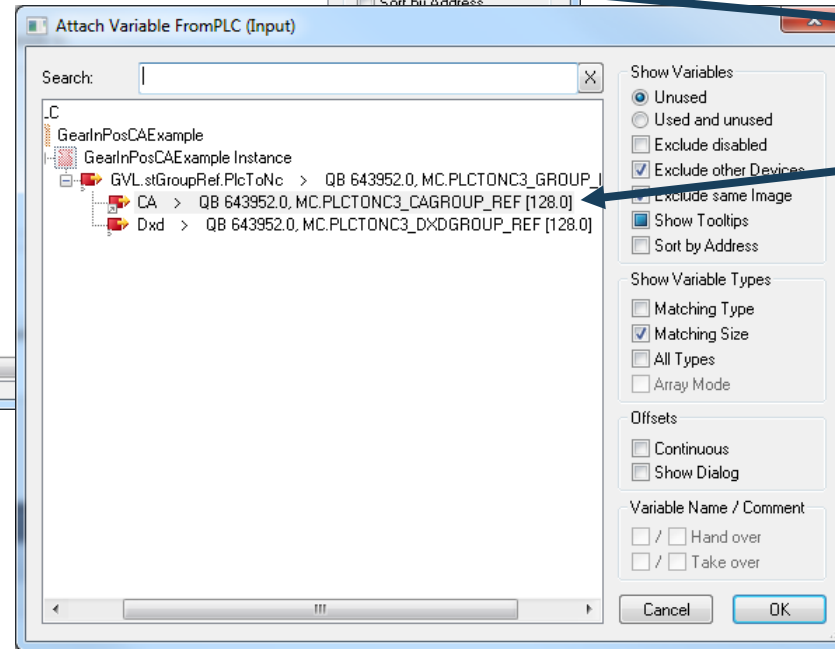 Sort by Address
Attach Variable FromPLC (Input)
Search:
X
_C
GearInPosCAExample
GearInPosCAExample Instance
GVL.stGroupRef.PlcToNc > QB 643952.0, MC.PLCTONC3_GROUP_
CA > QB 643952.0, MC.PLCTONC3_CAGROUP_REF [128.0]
Dxd > QB 643952.0, MC.PLCTONC3_DXDGROUP_REF [128.0]
Show Variables
Unused
Used and unused
Exclude disabled
Exclude other Devices
Exclude same Image
Show Tooltips
Sort by Address
Show Variable Types
Matching Type
Matching Size
All Types
Array Mode
Offsets
Continuous
Show Dialog
Variable Name / Comment
/ Hand over
/ Take over
Cancel
OK